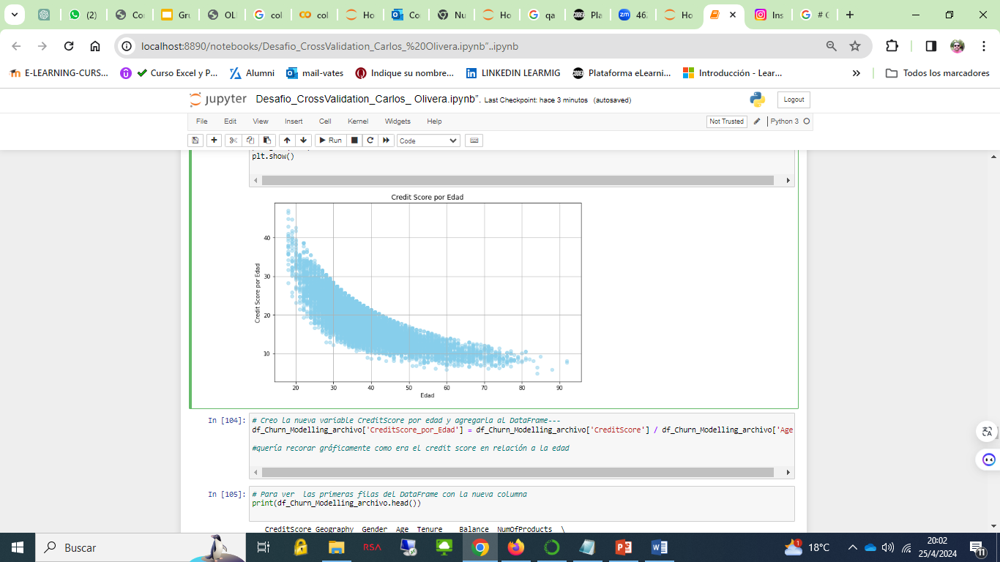 (2)
Co
Gru
OLI
col
col
Ho
Co
Nu
Ho
qa
Pla
zm
46
Ho
Ins
# C
localhost:8890/notebooks/Desafio_CrossValidation_Carlos_%20Olivera.ipynb"..ipynb
E-LEARNING-CURS...
Curso Excel y P...
Alumni
mail-vates
Indique su nombre...
LINKEDIN LEARMIG
Plataforma eLearni...
Introducción - Lear...
Todos los marcadores
jupyter Desafio_CrossValidation_Carlos_ Olivera.ipynb". Last Checkpoint: hace 3 minutos (autosaved)
Logout
File Edit View Insert Cell Kernel Widgets Help
Not Trusted
Python 3
Run
Code
plt.show()
Credit Score por Edad
Credit Score por Edad
40
30
20
10
20 30 40 50 60 70 80 90
Edad
In [104]:
# Creo la nueva variable CreditScore por edad y agregarla al DataFrame---
df_Churn_Modelling_archivo['CreditScore_por_Edad'] = df_Churn_Modelling_archivo['CreditScore'] / df_Churn_Modelling_archivo['Age
#quería recorar gráficamente como era el credit score en relación a la edad
In [105]:
# Para ver  las primeras filas del DataFrame con la nueva columna
print(df_Churn_Modelling_archivo.head())
CreditScore Geography  Gender  Age  Tenure    Balance  NumOfProducts  \
Buscar
RSA
1
18°C
20:02
25/4/2024
11